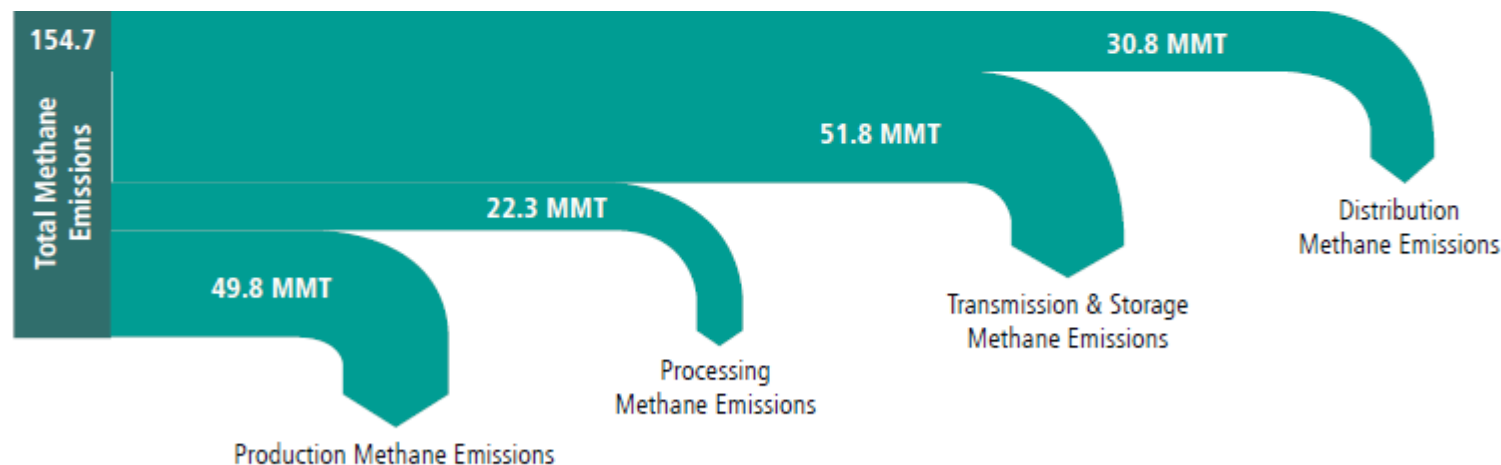 154.7
Total Methane
Emissions
30.8 MMT
51.8 MMT
22.3 MMT
49.8 MMT
Distribution
Methane Emissions
Transmission & Storage
Methane Emissions
Processing
Methane Emissions
Production Methane Emissions